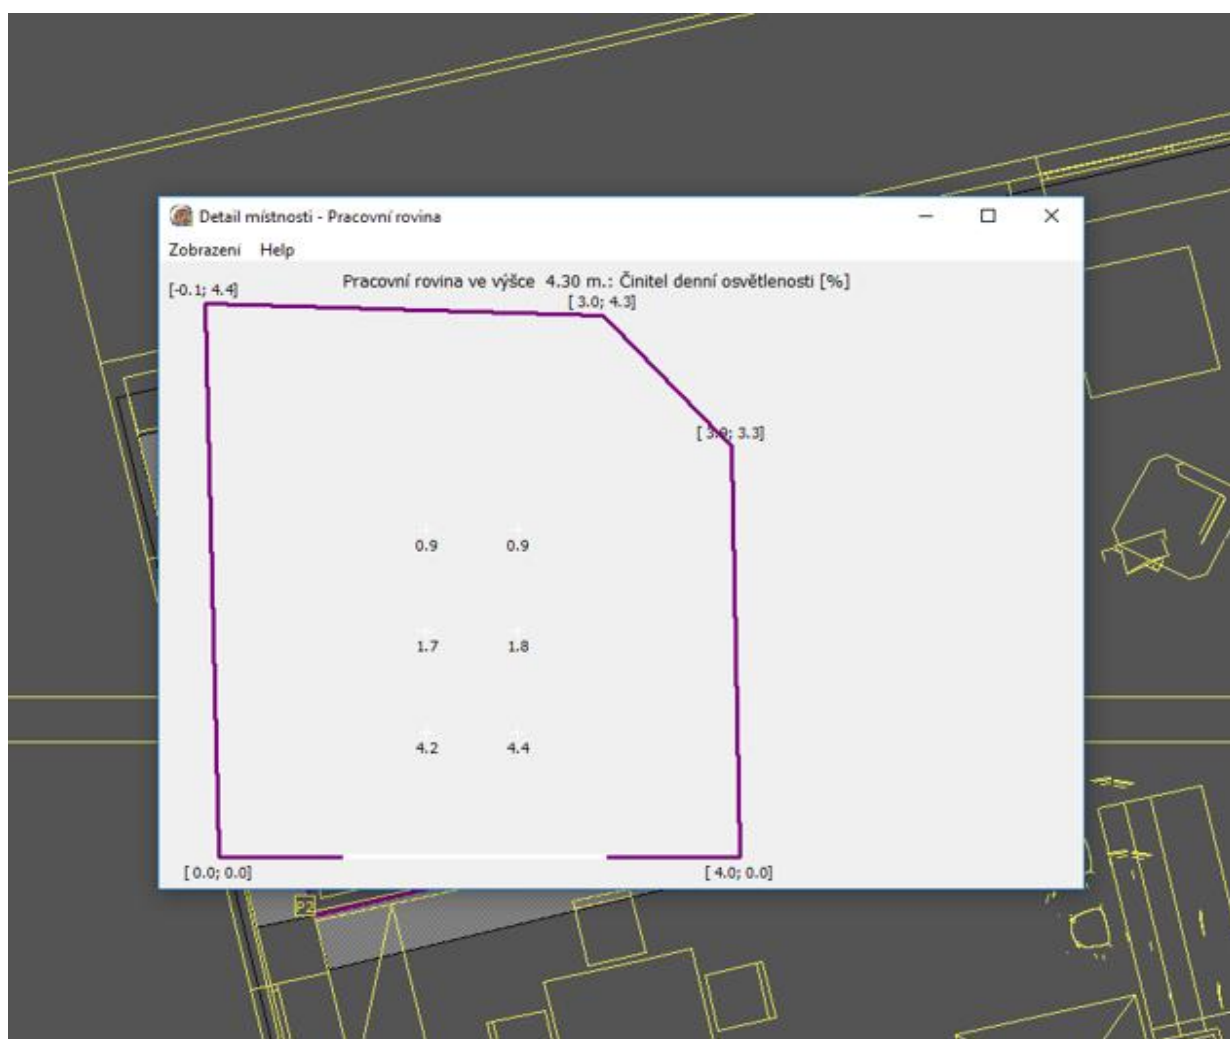 Detail místnosti - Pracovní rovina
Zobrazení Help
Pracovní rovina ve výšce 4.30 m.: Činitel denní osvětlenosti [%]
[-0.1; 4.4]
[ 3.0; 4.3]
[ 3.9; 3.3]
0.9 0.9
1.7 1.8
4.2 4.4
[ 0.0; 0.0] [ 4.0; 0.0]
P2